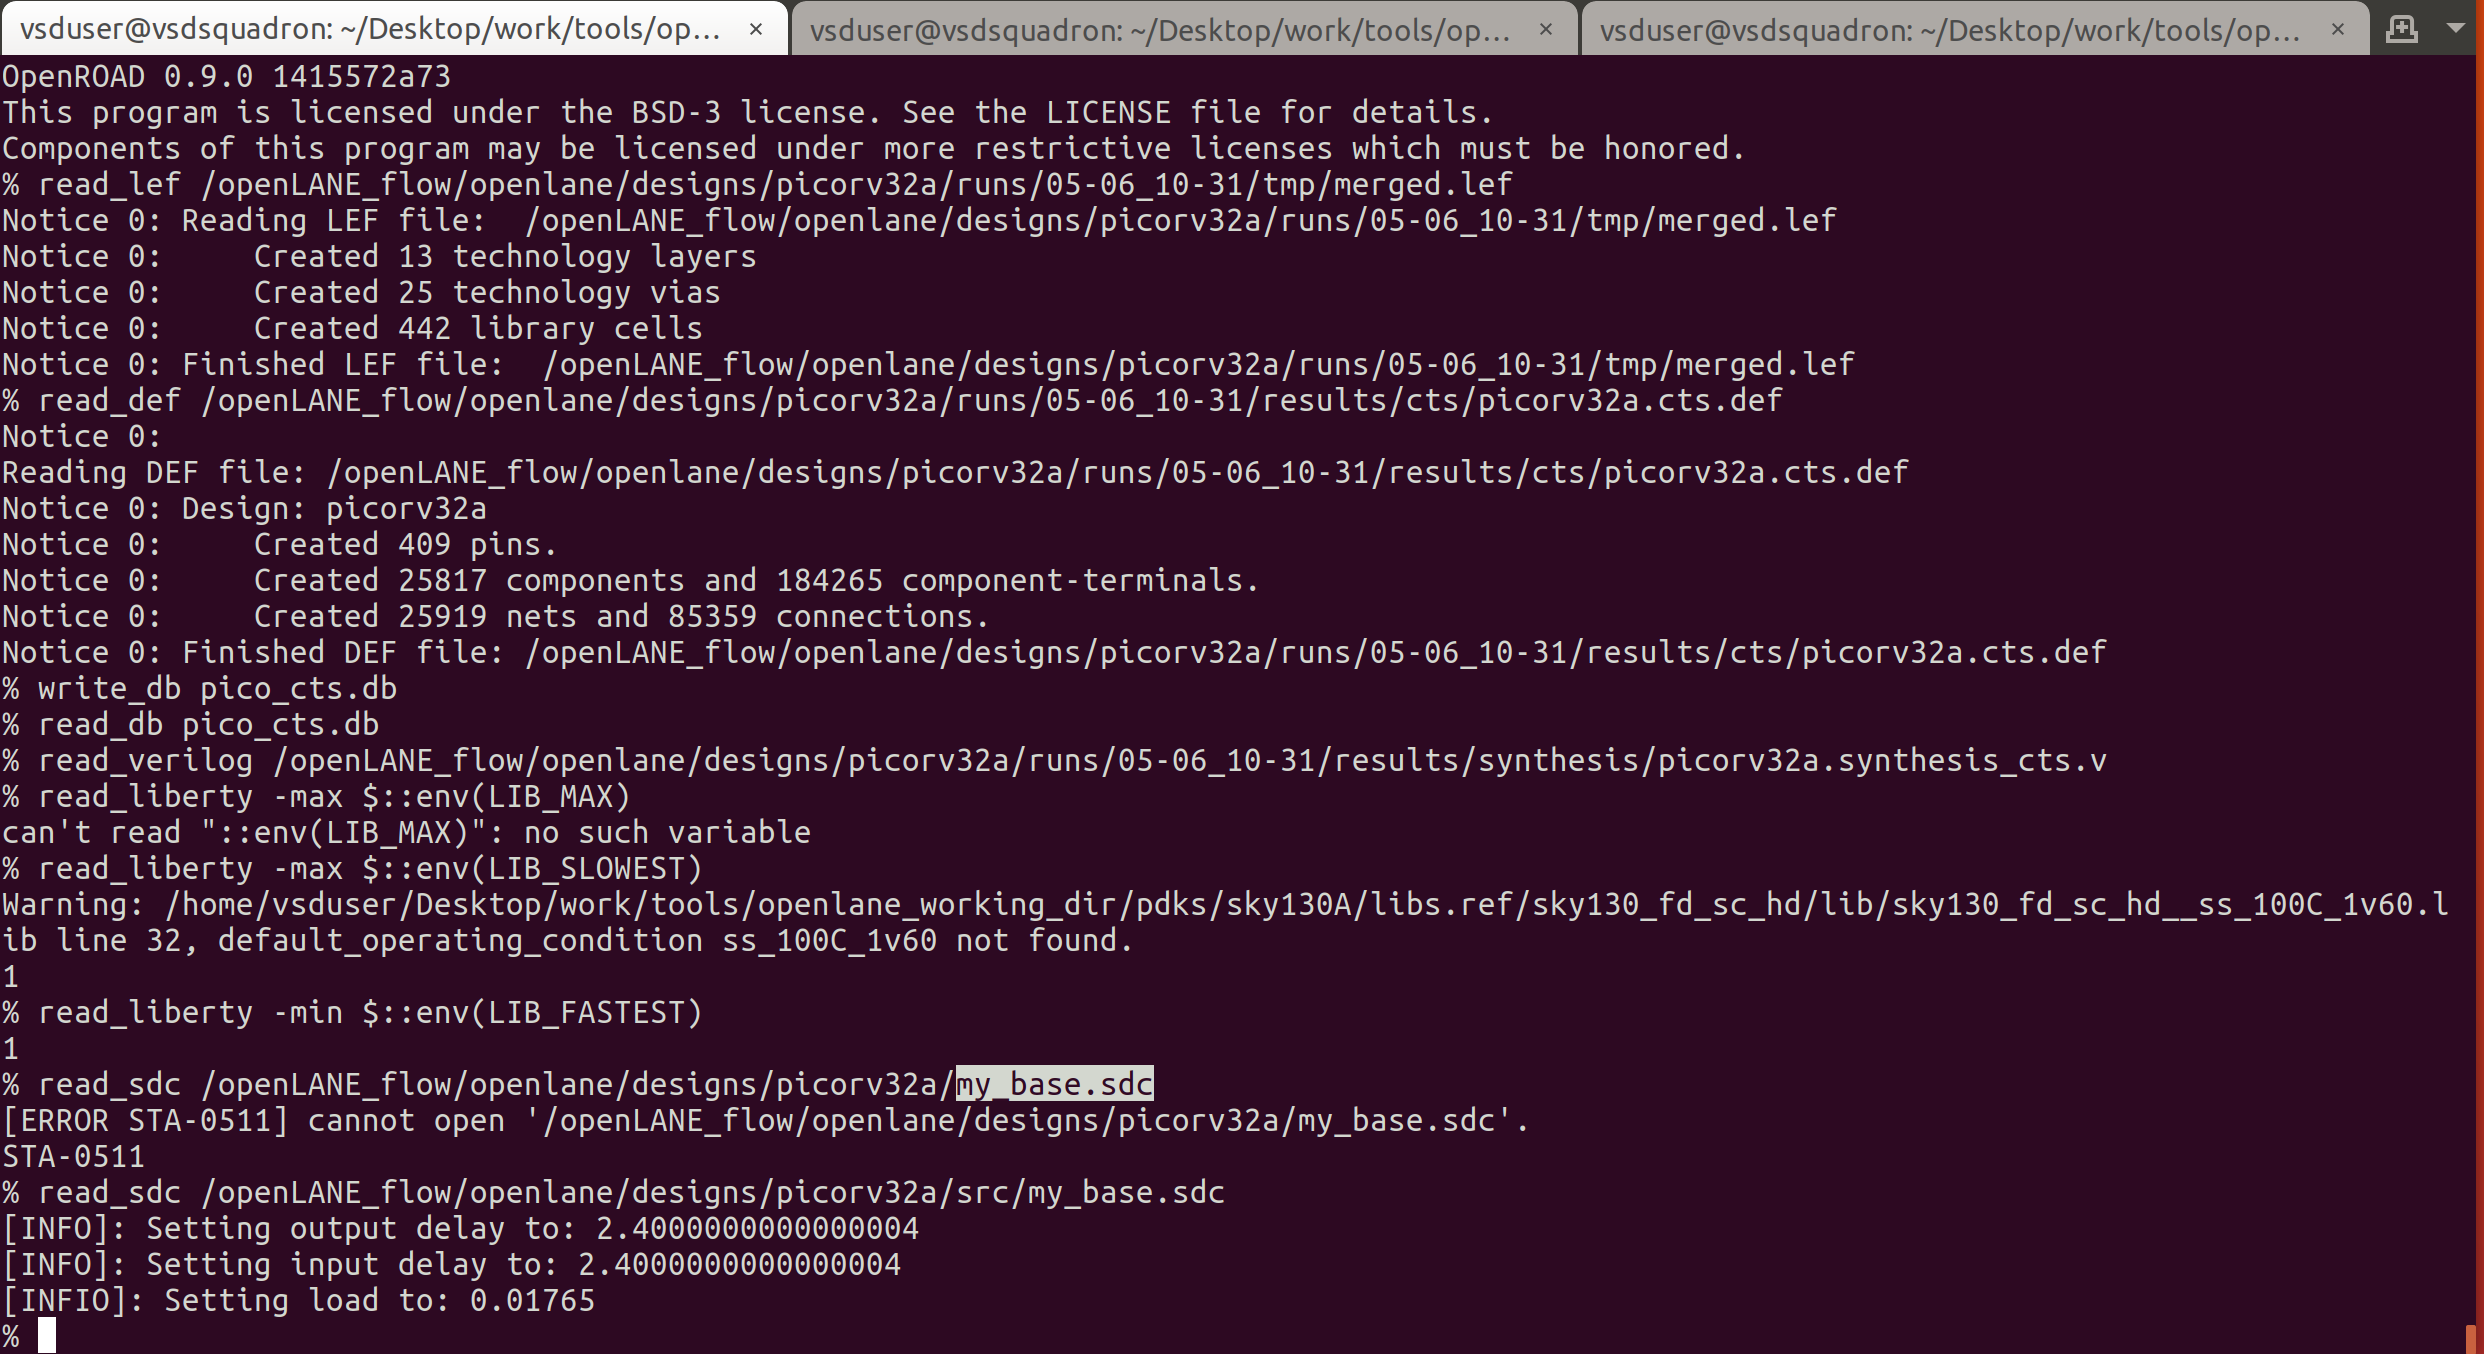 vsduser@vsdsquadron: ~/Desktop/work/tools/op... ×
vsduser@vsdsquadron: ~/Desktop/work/tools/op... ×
vsduser@vsdsquadron: ~/Desktop/work/tools/op... ×
OpenROAD 0.9.0 1415572a73
This program is licensed under the BSD-3 license. See the LICENSE file for details.
Components of this program may be licensed under more restrictive licenses which must be honored.
% read_lef /openLANE_flow/openlane/designs/picorv32a/runs/05-06_10-31/tmp/merged.lef
Notice 0: Reading LEF file:  /openLANE_flow/openlane/designs/picorv32a/runs/05-06_10-31/tmp/merged.lef
Notice 0:     Created 13 technology layers
Notice 0:     Created 25 technology vias
Notice 0:     Created 442 library cells
Notice 0: Finished LEF file:  /openLANE_flow/openlane/designs/picorv32a/runs/05-06_10-31/tmp/merged.lef
% read_def /openLANE_flow/openlane/designs/picorv32a/runs/05-06_10-31/results/cts/picorv32a.cts.def
Notice 0:
Reading DEF file: /openLANE_flow/openlane/designs/picorv32a/runs/05-06_10-31/results/cts/picorv32a.cts.def
Notice 0: Design: picorv32a
Notice 0:     Created 409 pins.
Notice 0:     Created 25817 components and 184265 component-terminals.
Notice 0:     Created 25919 nets and 85359 connections.
Notice 0: Finished DEF file: /openLANE_flow/openlane/designs/picorv32a/runs/05-06_10-31/results/cts/picorv32a.cts.def
% write_db pico_cts.db
% read_db pico_cts.db
% read_verilog /openLANE_flow/openlane/designs/picorv32a/runs/05-06_10-31/results/synthesis/picorv32a.synthesis_cts.v
% read_liberty -max $::env(LIB_MAX)
can't read "::env(LIB_MAX)": no such variable
% read_liberty -max $::env(LIB_SLOWEST)
Warning: /home/vsduser/Desktop/work/tools/openlane_working_dir/pdks/sky130A/libs.ref/sky130_fd_sc_hd/lib/sky130_fd_sc_hd__ss_100C_1v60.l
ib line 32, default_operating_condition ss_100C_1v60 not found.
1
% read_liberty -min $::env(LIB_FASTEST)
1
% read_sdc /openLANE_flow/openlane/designs/picorv32a/my_base.sdc
[ERROR STA-0511] cannot open '/openLANE_flow/openlane/designs/picorv32a/my_base.sdc'.
STA-0511
% read_sdc /openLANE_flow/openlane/designs/picorv32a/src/my_base.sdc
[INFO]: Setting output delay to: 2.4000000000000004
[INFO]: Setting input delay to: 2.4000000000000004
[INFIO]: Setting load to: 0.01765
%